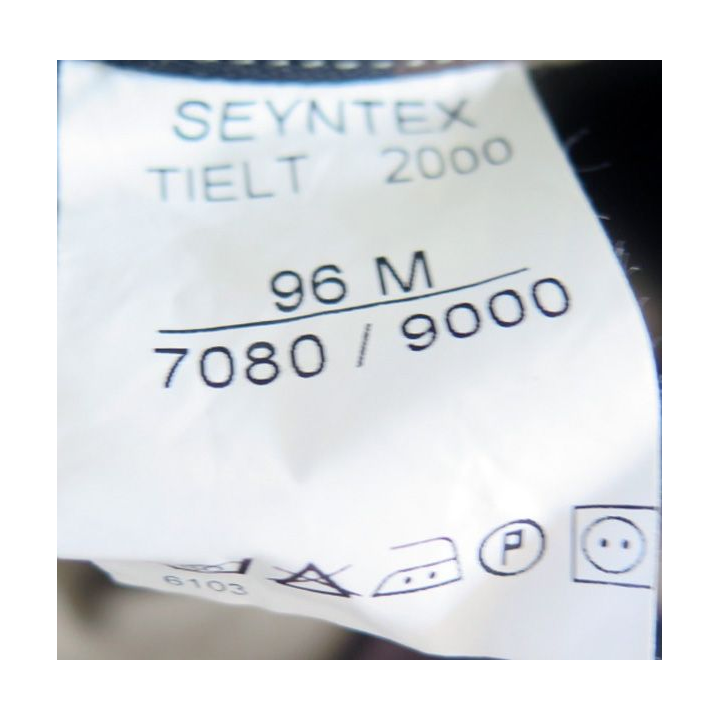 SEYNTEX
TIELT 2000
96 M
7080 / 9000
P
6103